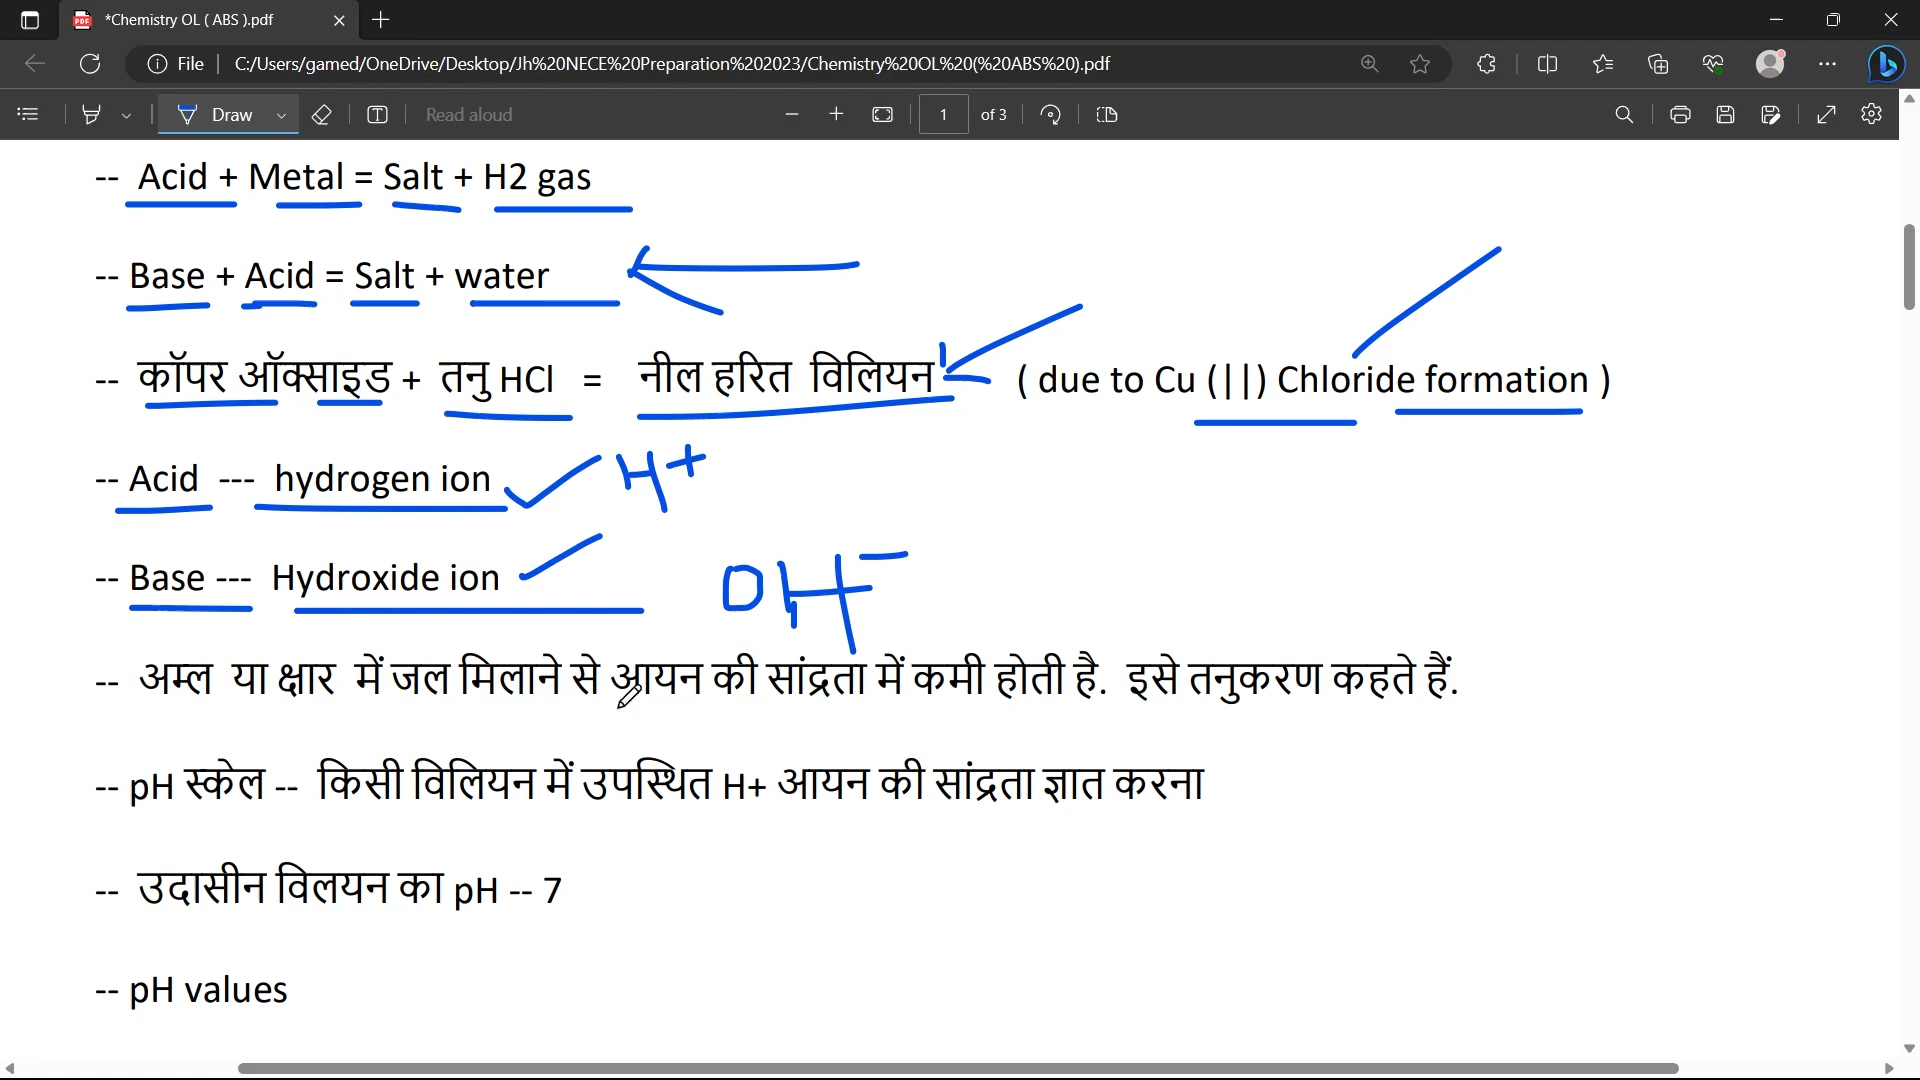 *Chemistry OL ( ABS ).pdf
File
C:/Users/gamed/OneDrive/Desktop/Jh%20NECE%20Preparation%202023/Chemistry%20OL%20(%20ABS%20).pdf
Draw
Read aloud
1 of 3
-- Acid + Metal = Salt + H2 gas
-- Base + Acid = Salt + water
-- कॉपर ऑक्साइड + तनु HCl = नील हरित विलियन ( due to Cu (||) Chloride formation )
-- Acid --- hydrogen ion H+
-- Base --- Hydroxide ion OH-
-- अम्ल या क्षार में जल मिलाने से आयन की सांद्रता में कमी होती है. इसे तनुकरण कहते हैं.
-- pH स्केल -- किसी विलियन में उपस्थित H+ आयन की सांद्रता ज्ञात करना
-- उदासीन विलयन का pH -- 7
-- pH values